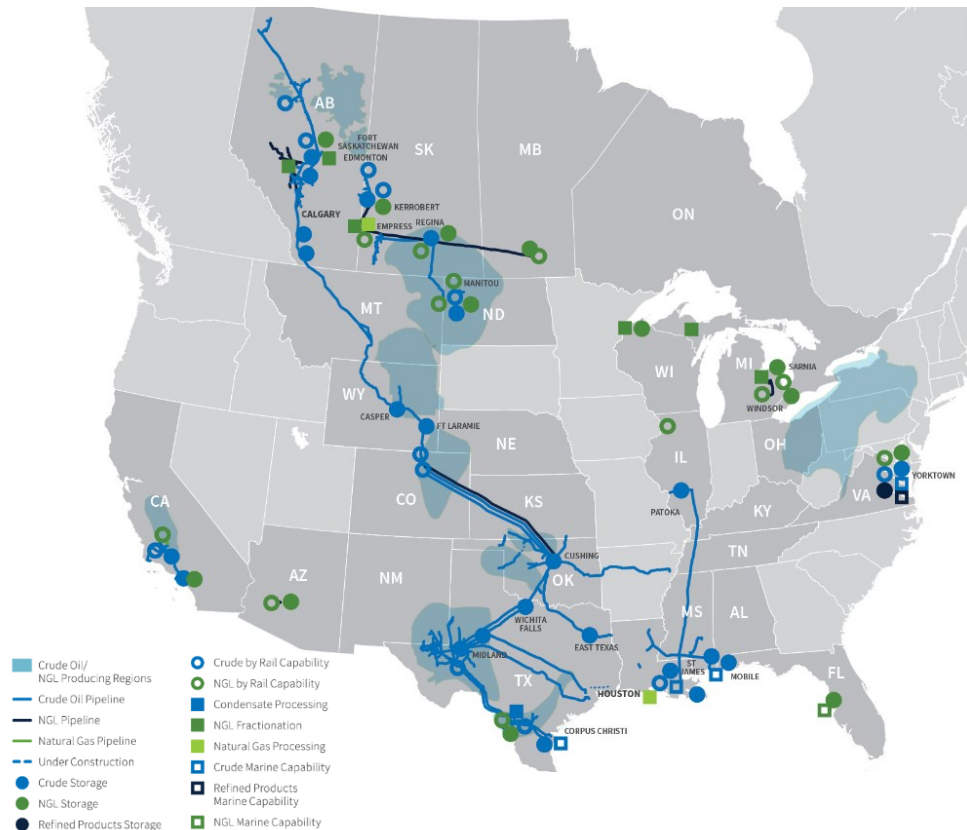 AB
FORT
SASKATCHEWAN
EDMONTON
SK
MB
ON
CALGARY
KERROBERT
EMPRESS
REGINA
MANITOU
MT
ND
WI
MI
SARNIA
WINDSOR
WY
CASPER
FT LARAMIE
NE
IL
OH
YORKTOWN
VA
CO
KS
PATOKA
KY
CA
CUSHING
TN
AZ
NM
OK
WICHITA
FALLS
EAST TEXAS
MS
AL
MIDLAND
TX
ST
JAMES
MOBILE
HOUSTON
FL
CORPUS CHRISTI
Crude Oil/
NGL Producing Regions
Crude Oil Pipeline
NGL Pipeline
Natural Gas Pipeline
Under Construction
Crude Storage
NGL Storage
Refined Products Storage
Crude by Rail Capability
NGL by Rail Capability
Condensate Processing
NGL Fractionation
Natural Gas Processing
Crude Marine Capability
Refined Products
Marine Capability
NGL Marine Capability